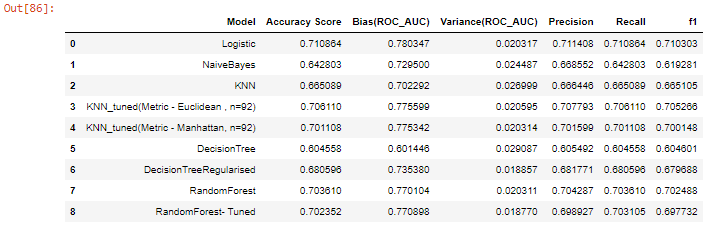 Out[86]:
Model Accuracy Score Bias(ROC_AUC) Variance(ROC_AUC) Precision Recall f1
0 Logistic 0.710864 0.780347 0.020317 0.711408 0.710864 0.710303
1 NaiveBayes 0.642803 0.729500 0.024487 0.668552 0.642803 0.619281
2 KNN 0.665089 0.702292 0.026999 0.666446 0.665089 0.665105
3 KNN_tuned(Metric - Euclidean , n=92) 0.706110 0.775599 0.020595 0.707793 0.706110 0.705266
4 KNN_tuned(Metric - Manhattan, n=92) 0.701108 0.775342 0.020314 0.701599 0.701108 0.700148
5 DecisionTree 0.604558 0.601446 0.029087 0.605492 0.604558 0.604601
6 DecisionTreeRegularised 0.680596 0.735380 0.018857 0.681771 0.680596 0.679688
7 RandomForest 0.703610 0.770104 0.020311 0.704287 0.703610 0.702488
8 RandomForest- Tuned 0.702352 0.770898 0.018770 0.698927 0.703105 0.697732